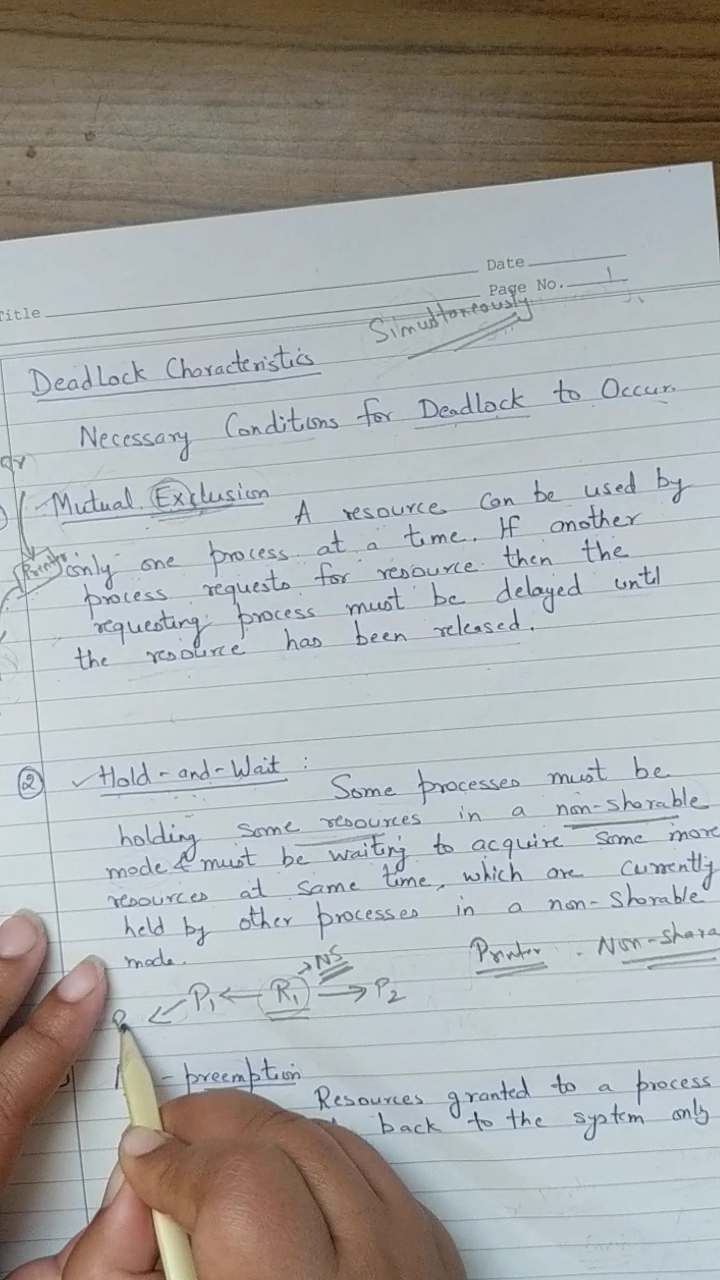 Date
Title
Page No. 1
Simultaneously
Deadlock Characteristics
Necessary Conditions for Deadlock to Occur.
Mutual Exclusion
A resource can be used by
only one process at a time. If another
process requests for resource then the
requesting process must be delayed until
the resource has been released.
Printer
② Hold-and-Wait :
Some processes must be
holding some resources in a non-sharable
mode & must be waiting to acquire some more
resources at same time, which are currently
held by other processes in a non-sharable
mode.
Printer - Non-shara
NS
P1 ← R1 → P2
-preemption
Resources granted to a process
back to the system only